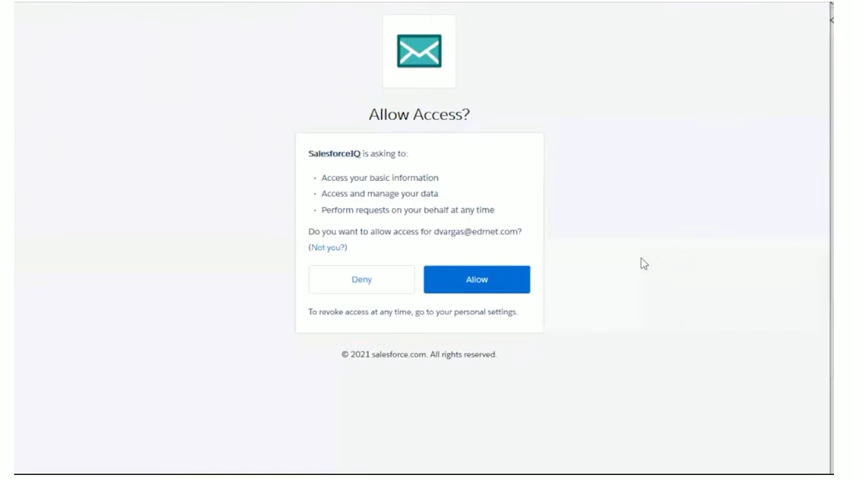 Allow Access?
SalesforceIQ is asking to:
• Access your basic information
• Access and manage your data
• Perform requests on your behalf at any time
Do you want to allow access for dvargas@edrnet.com?
(Not you?)
Deny
Allow
To revoke access at any time, go to your personal settings.
© 2021 salesforce.com. All rights reserved.